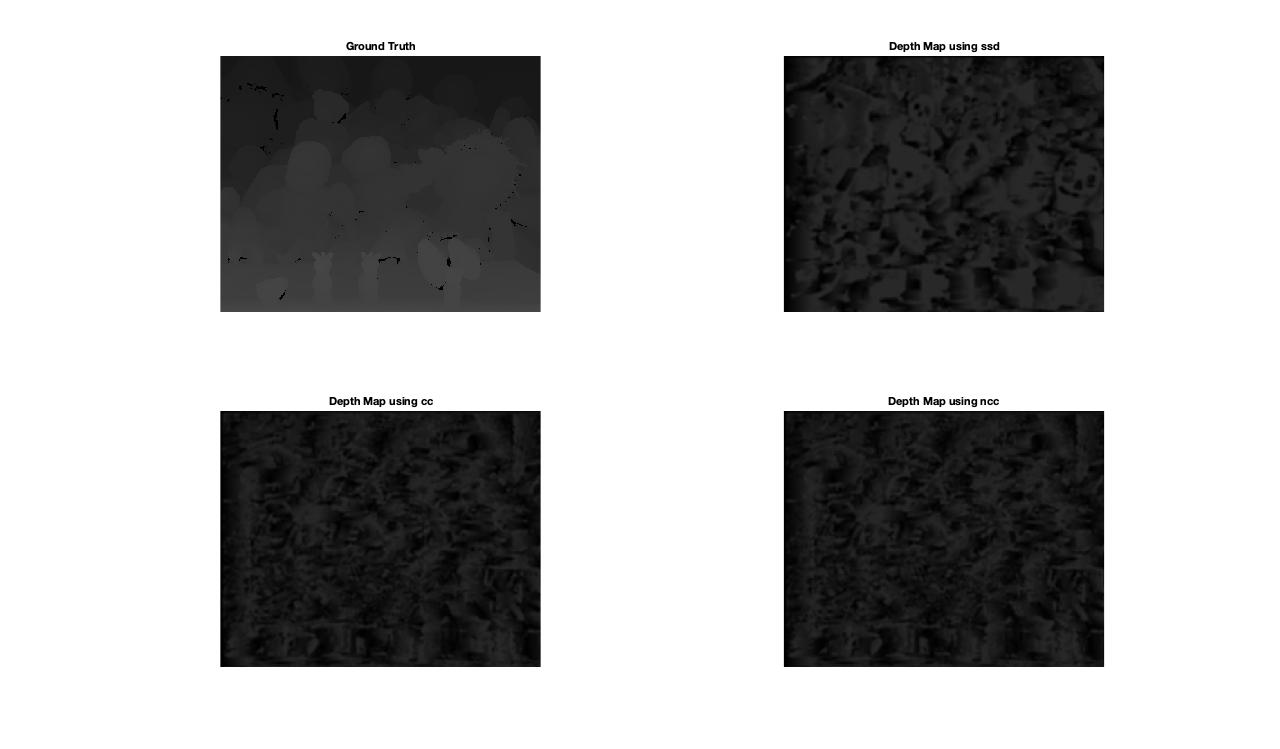 Ground Truth
Depth Map using ssd
Depth Map using cc
Depth Map using ncc